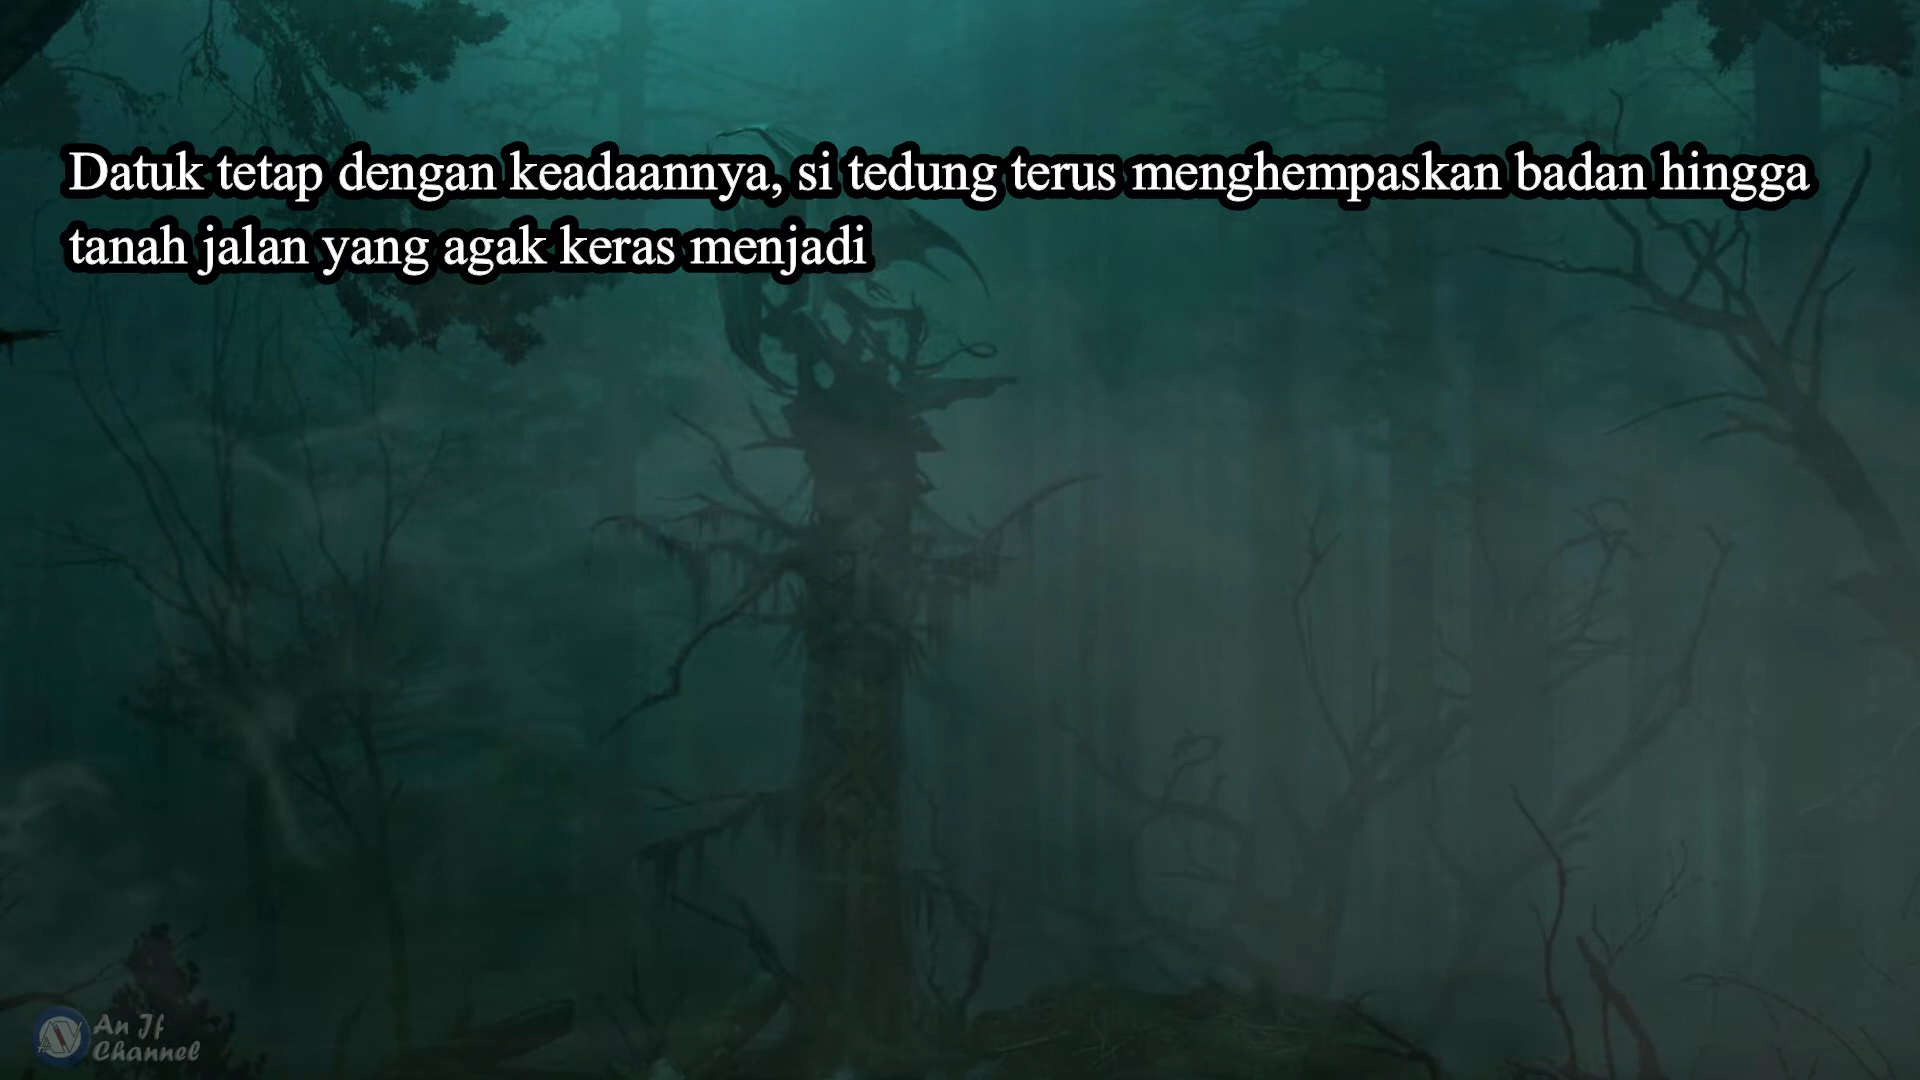 Datuk tetap dengan keadaannya, si tedung terus menghempaskan badan hingga
tanah jalan yang agak keras menjadi
An Jf
Channel